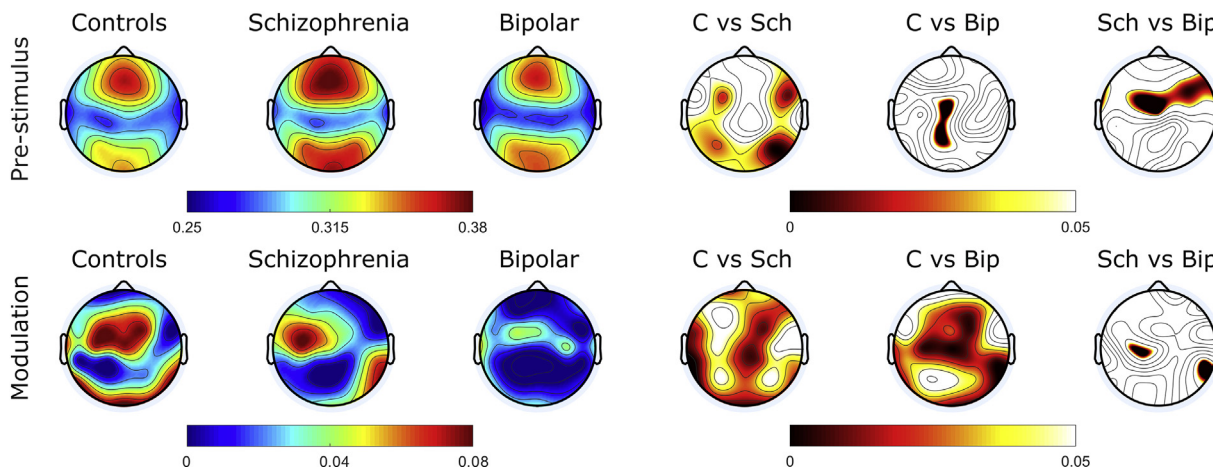 Controls Schizophrenia Bipolar C vs Sch C vs Bip Sch vs Bip
Pre-stimulus
0.25 0.315 0.38 0 0.05
Controls Schizophrenia Bipolar C vs Sch C vs Bip Sch vs Bip
Modulation
0 0.04 0.08 0 0.05